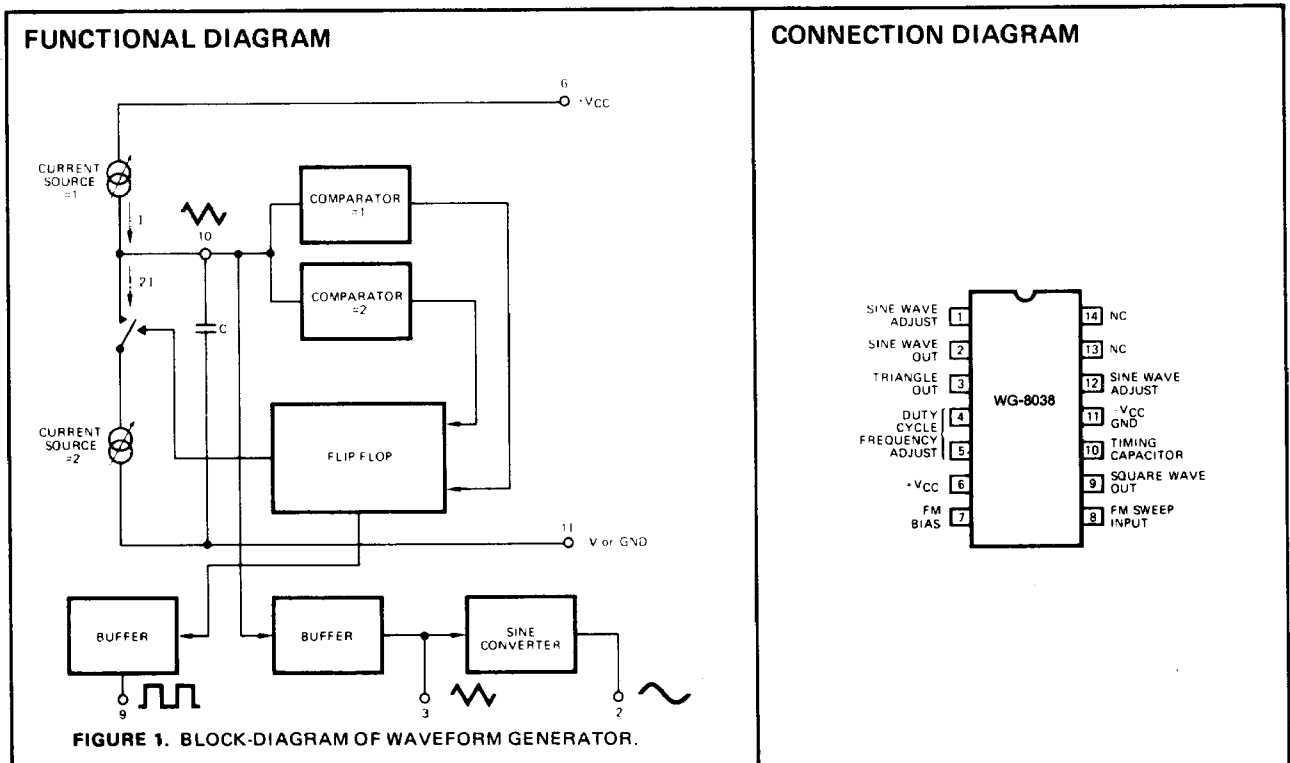 FUNCTIONAL DIAGRAM
6
+VCC
CURRENT
SOURCE
=1
I
10
COMPARATOR
=1
2I
COMPARATOR
=2
C
CURRENT
SOURCE
=2
FLIP FLOP
11
V or GND
BUFFER
BUFFER
SINE
CONVERTER
9
3
2
FIGURE 1. BLOCK-DIAGRAM OF WAVEFORM GENERATOR.
CONNECTION DIAGRAM
SINE WAVE
ADJUST
1
SINE WAVE
OUT
2
TRIANGLE
OUT
3
DUTY
CYCLE
FREQUENCY
ADJUST
4
5
+VCC
6
FM
BIAS
7
WG-8038
14 NC
13 NC
12 SINE WAVE
ADJUST
11 -VCC
GND
10 TIMING
CAPACITOR
9 SQUARE WAVE
OUT
8 FM SWEEP
INPUT